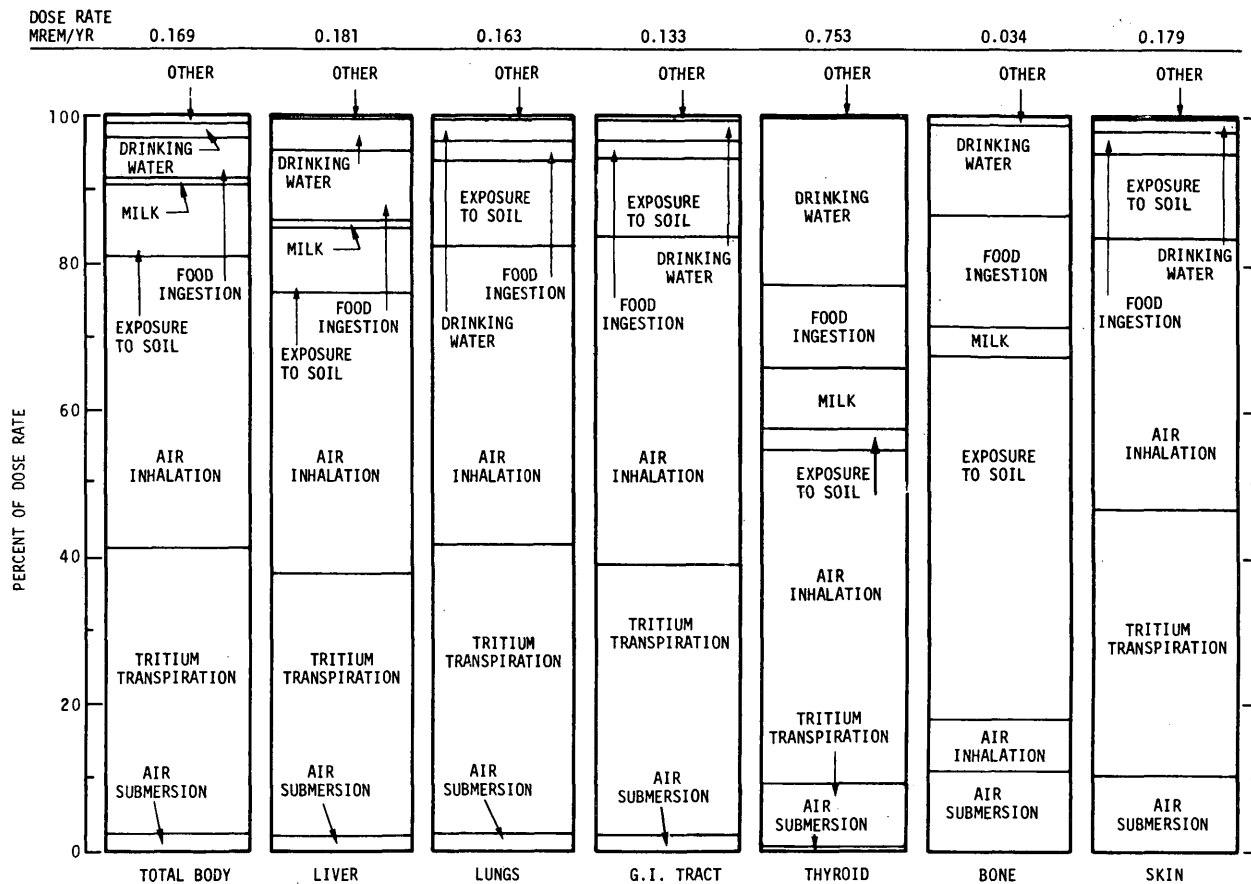 DOSE RATE
MREM/YR 0.169 0.181 0.163 0.133 0.753 0.034 0.179
OTHER OTHER OTHER OTHER OTHER OTHER OTHER
PERCENT OF DOSE RATE
100
80
60
40
20
0
DRINKING
WATER
MILK
FOOD
INGESTION
EXPOSURE
TO SOIL
AIR
INHALATION
TRITIUM
TRANSPIRATION
AIR
SUBMERSION
TOTAL BODY
DRINKING
WATER
MILK
FOOD
INGESTION
EXPOSURE
TO SOIL
AIR
INHALATION
TRITIUM
TRANSPIRATION
AIR
SUBMERSION
LIVER
EXPOSURE
TO SOIL
FOOD
INGESTION
DRINKING
WATER
AIR
INHALATION
TRITIUM
TRANSPIRATION
AIR
SUBMERSION
LUNGS
EXPOSURE
TO SOIL
DRINKING
WATER
FOOD
INGESTION
AIR
INHALATION
TRITIUM
TRANSPIRATION
AIR
SUBMERSION
G.I. TRACT
DRINKING
WATER
FOOD
INGESTION
MILK
EXPOSURE
TO SOIL
AIR
INHALATION
TRITIUM
TRANSPIRATION
AIR
SUBMERSION
THYROID
DRINKING
WATER
FOOD
INGESTION
MILK
EXPOSURE
TO SOIL
AIR
INHALATION
AIR
SUBMERSION
BONE
EXPOSURE
TO SOIL
DRINKING
WATER
FOOD
INGESTION
AIR
INHALATION
TRITIUM
TRANSPIRATION
AIR
SUBMERSION
SKIN